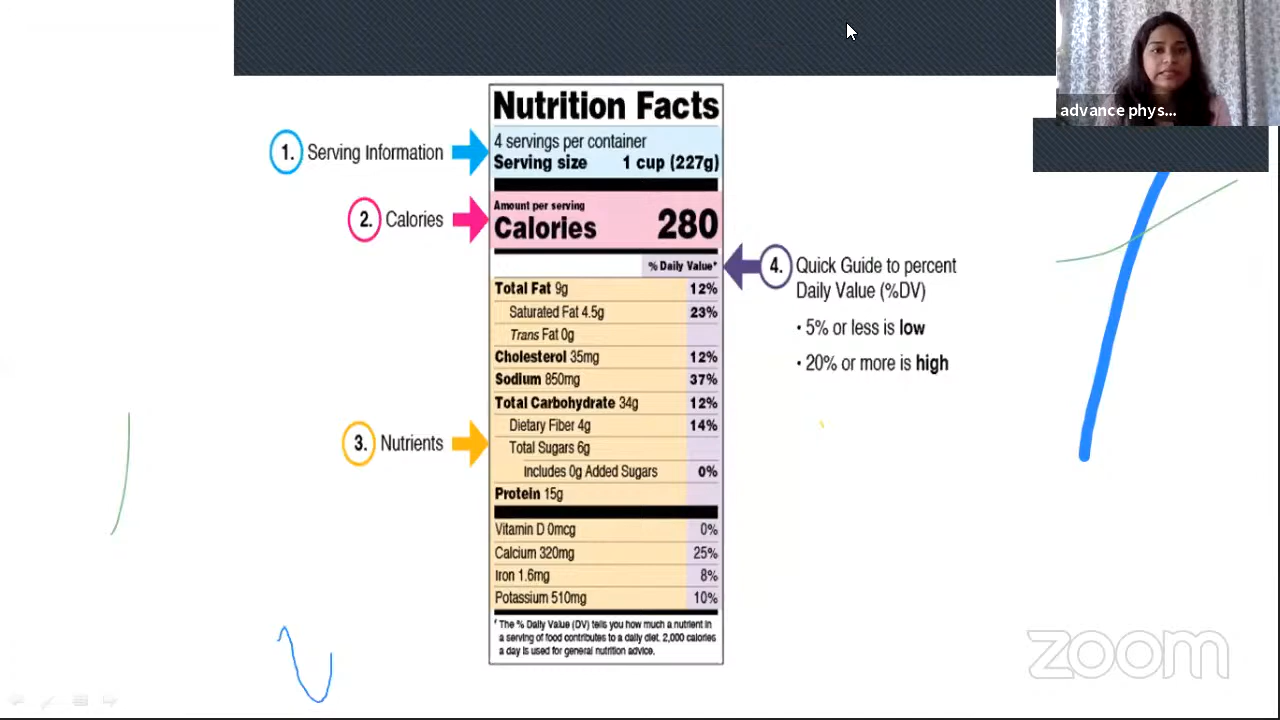 advance phys...
Nutrition Facts
4 servings per container
Serving size 1 cup (227g)
1. Serving Information
Amount per serving
Calories 280
2. Calories
% Daily Value*
4. Quick Guide to percent
Daily Value (%DV)
• 5% or less is low
• 20% or more is high
Total Fat 9g 12%
Saturated Fat 4.5g 23%
Trans Fat 0g
Cholesterol 35mg 12%
Sodium 850mg 37%
Total Carbohydrate 34g 12%
Dietary Fiber 4g 14%
3. Nutrients
Total Sugars 6g
Includes 0g Added Sugars 0%
Protein 15g
Vitamin D 0mcg 0%
Calcium 320mg 25%
Iron 1.6mg 8%
Potassium 510mg 10%
* The % Daily Value (DV) tells you how much a nutrient in
a serving of food contributes to a daily diet. 2,000 calories
a day is used for general nutrition advice.
zoom